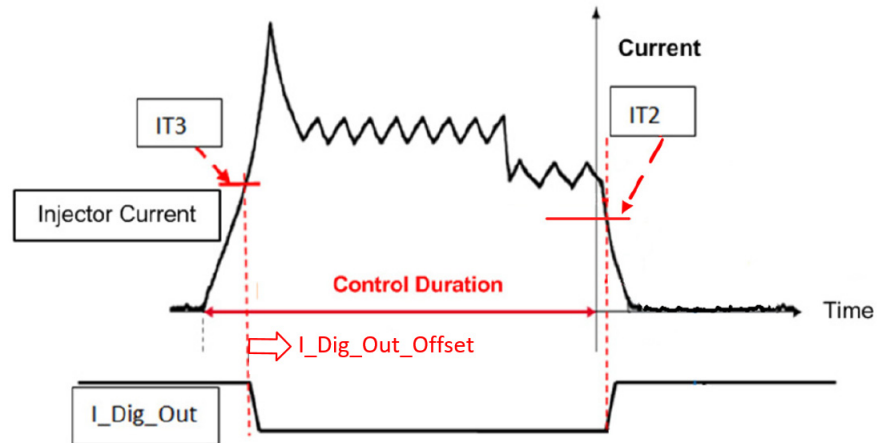 Current
IT3
IT2
Injector Current
Control Duration
Time
I_Dig_Out_Offset
I_Dig_Out